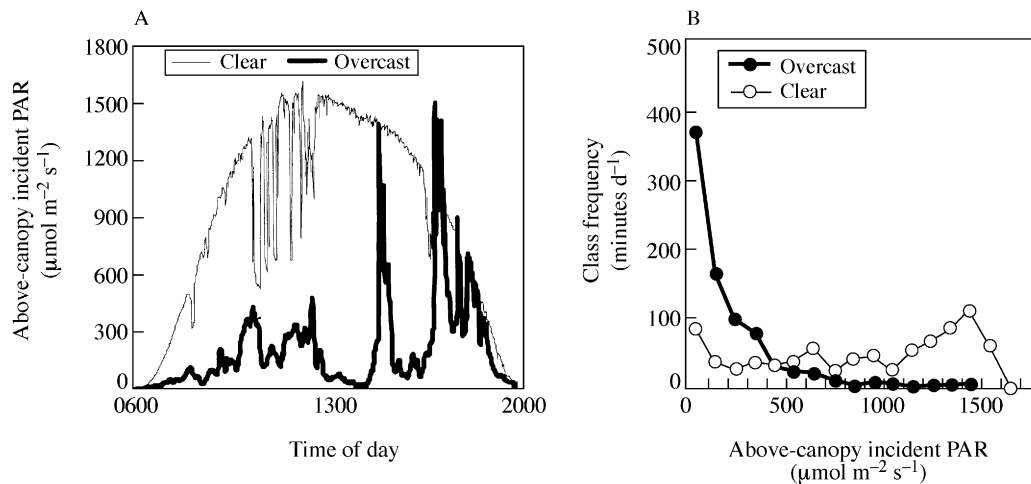 A
Above-canopy incident PAR
(μmol m⁻² s⁻¹)
1800
1500
1200
900
600
300
0
Clear
Overcast
0600
1300
2000
Time of day
B
Class frequency
(minutes d⁻¹)
500
400
300
200
100
0
Overcast
Clear
0
500
1000
1500
Above-canopy incident PAR
(μmol m⁻² s⁻¹)